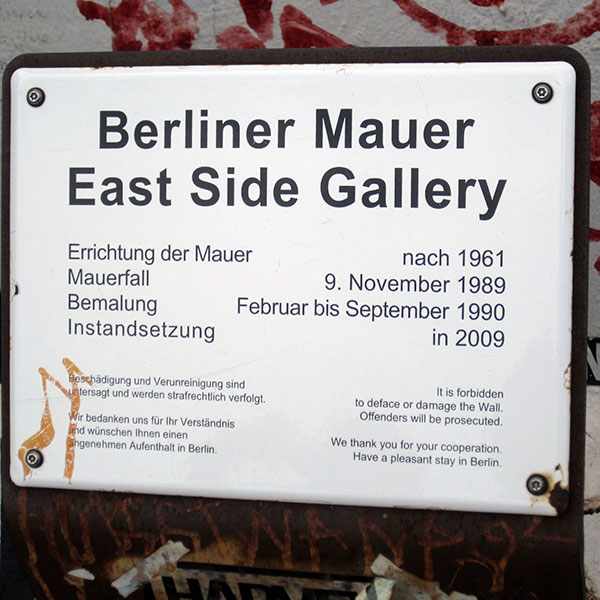 Berliner Mauer
East Side Gallery
Errichtung der Mauer nach 1961
Mauerfall 9. November 1989
Bemalung Februar bis September 1990
Instandsetzung in 2009
Beschädigung und Verunreinigung sind
untersagt und werden strafrechtlich verfolgt.
Wir bedanken uns für Ihr Verständnis
und wünschen Ihnen einen
angenehmen Aufenthalt in Berlin.
It is forbidden
to deface or damage the Wall.
Offenders will be prosecuted.
We thank you for your cooperation.
Have a pleasant stay in Berlin.